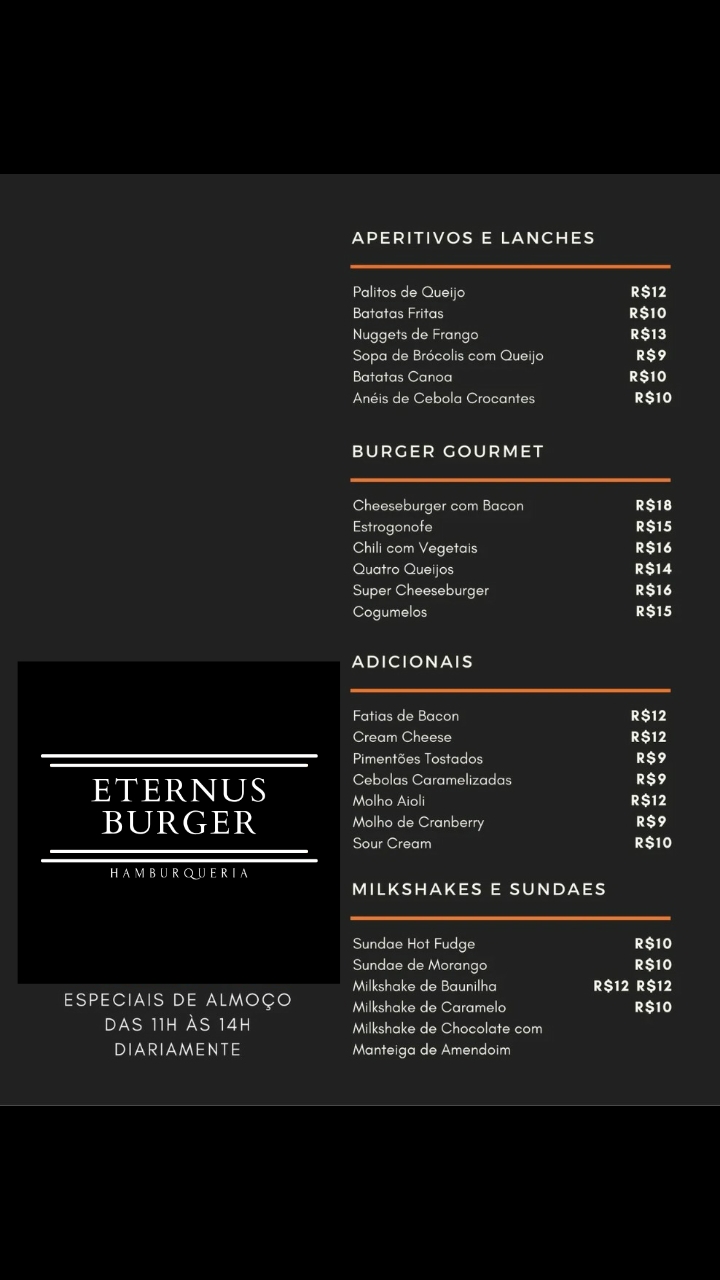 APERITIVOS E LANCHES
Palitos de Queijo R$12
Batatas Fritas R$10
Nuggets de Frango R$13
Sopa de Brócolis com Queijo R$9
Batatas Canoa R$10
Anéis de Cebola Crocantes R$10
BURGER GOURMET
Cheeseburger com Bacon R$18
Estrogonofe R$15
Chili com Vegetais R$16
Quatro Queijos R$14
Super Cheeseburger R$16
Cogumelos R$15
ADICIONAIS
Fatias de Bacon R$12
Cream Cheese R$12
Pimentões Tostados R$9
Cebolas Caramelizadas R$9
Molho Aioli R$12
Molho de Cranberry R$9
Sour Cream R$10
MILKSHAKES E SUNDAES
Sundae Hot Fudge R$10
Sundae de Morango R$10
Milkshake de Baunilha R$12 R$12
Milkshake de Caramelo R$10
Milkshake de Chocolate com
Manteiga de Amendoim
ETERNUS
BURGER
HAMBURQUERIA
ESPECIAIS DE ALMOÇO
DAS 11H ÀS 14H
DIARIAMENTE